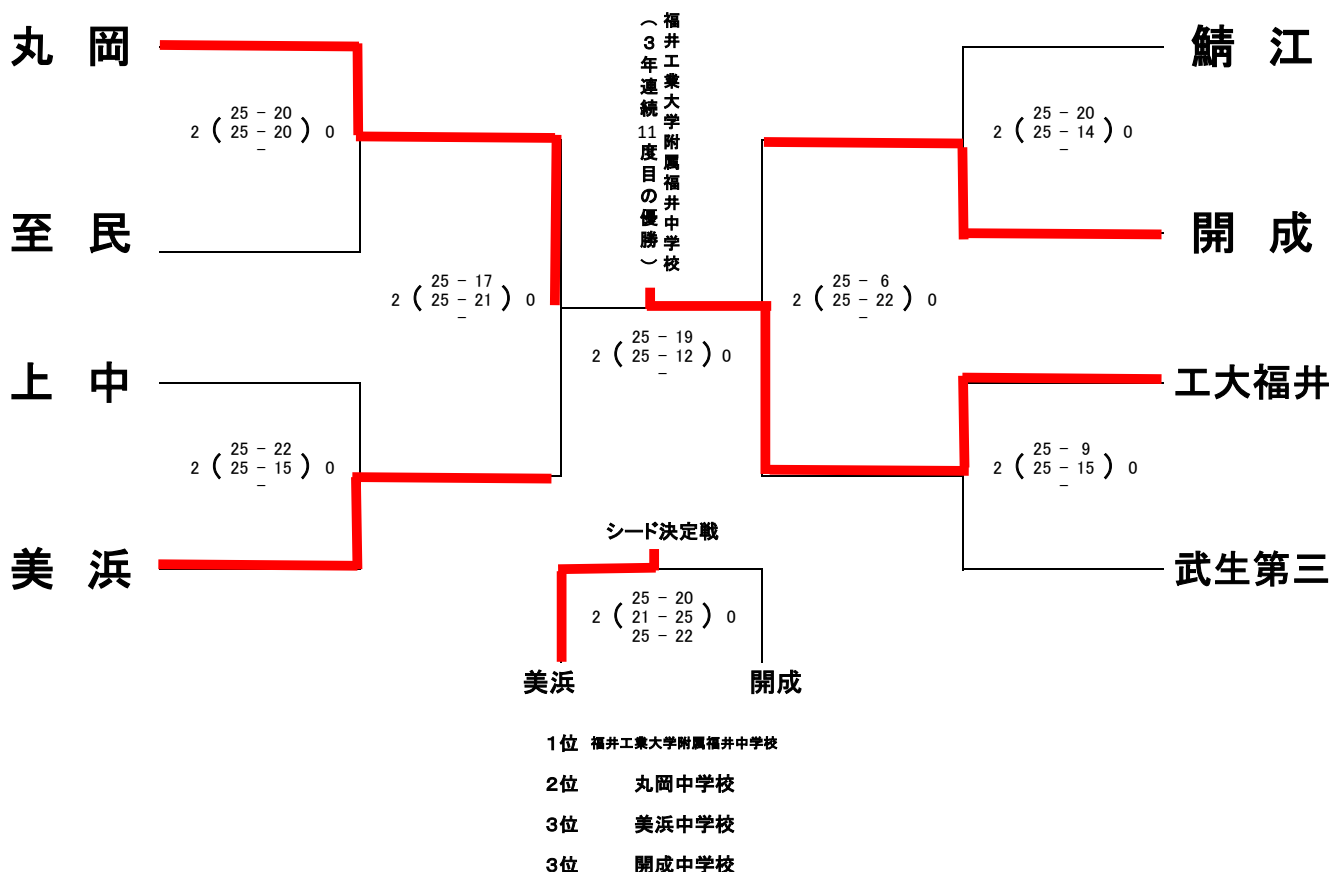 丸 岡
至 民
上 中
美 浜
2 ( 25 - 20 ) 0
25 - 20
-
2 ( 25 - 22 ) 0
25 - 15
-
2 ( 25 - 17 ) 0
25 - 21
-
福井工業大学附属福井中学校
(3年連続11度目の優勝)
2 ( 25 - 19 ) 0
25 - 12
-
2 ( 25 - 6 ) 0
25 - 22
-
2 ( 25 - 20 ) 0
25 - 14
-
2 ( 25 - 9 ) 0
25 - 15
-
鯖 江
開 成
工大福井
武生第三
シード決定戦
2 ( 25 - 20 ) 0
21 - 25
25 - 22
美浜 開成
1位 福井工業大学附属福井中学校
2位 丸岡中学校
3位 美浜中学校
3位 開成中学校